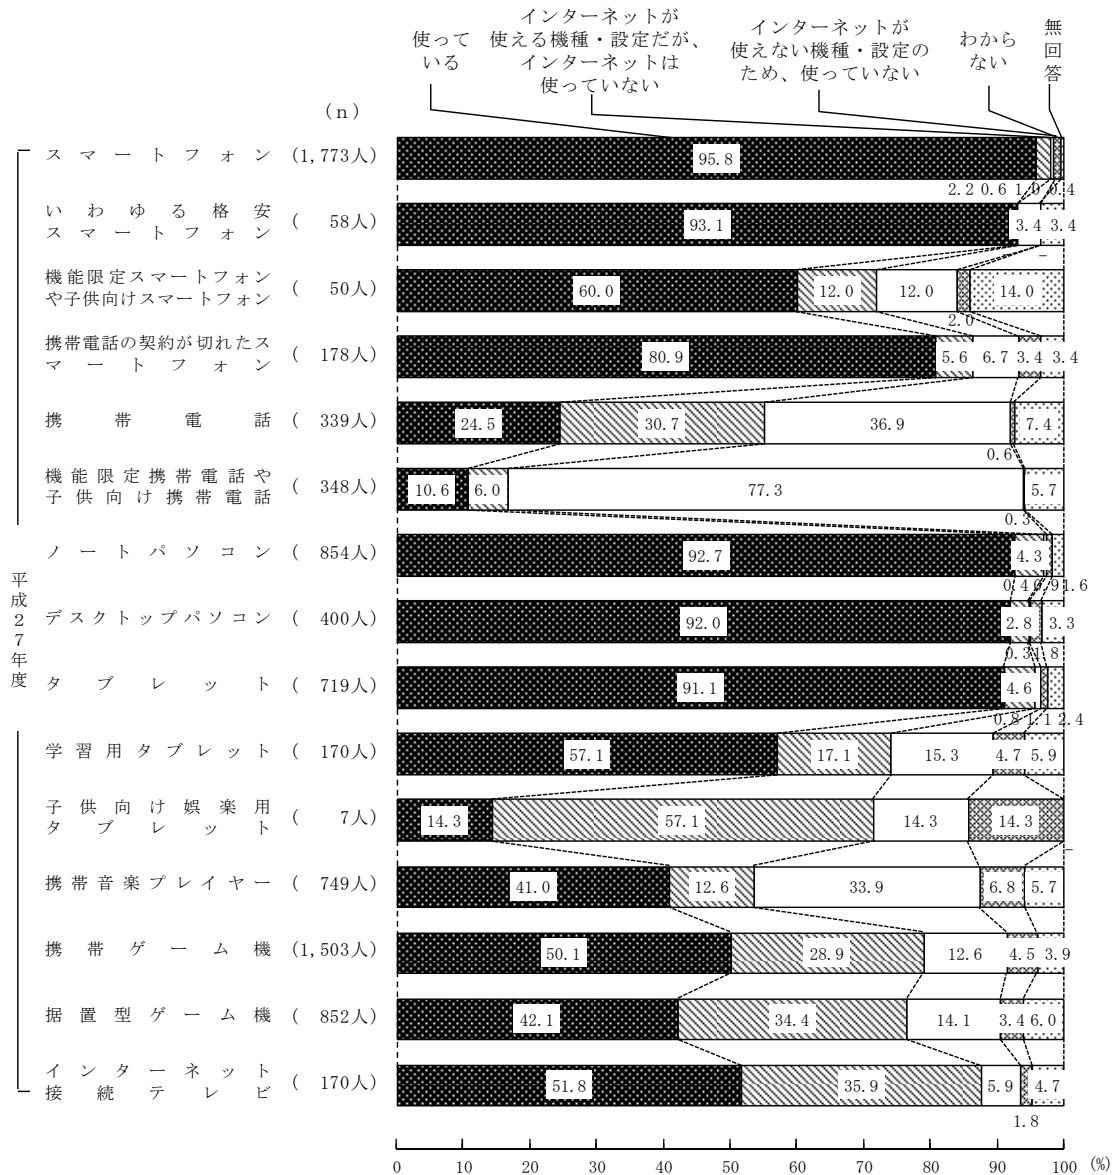 インターネットが
使える機種・設定だが、
インターネットは
使っていない
インターネットが
使えない機種・設定の
ため、使っていない
使って
いる
わから
ない
無
回
答
(n)
スマートフォン (1,773人) 95.8
2.2 0.6 1.0 0.4
いわゆる格安
スマートフォン ( 58人) 93.1 3.4 3.4
-
機能限定スマートフォン
や子供向けスマートフォン ( 50人) 60.0 12.0 12.0 14.0
2.0
携帯電話の契約が切れたス
マートフォン ( 178人) 80.9 5.6 6.7 3.4 3.4
携帯電話 ( 339人) 24.5 30.7 36.9 7.4
0.6
機能限定携帯電話や
子供向け携帯電話 ( 348人) 10.6 6.0 77.3 5.7
0.3
ノートパソコン ( 854人) 92.7 4.3
0.4 0.9 1.6
デスクトップパソコン ( 400人) 92.0 2.8 3.3
0.3 1.8
タブレット ( 719人) 91.1 4.6
0.8 1.1 2.4
平成27年度
学習用タブレット ( 170人) 57.1 17.1 15.3 4.7 5.9
子供向け娯楽用
タブレット ( 7人) 14.3 57.1 14.3 14.3
-
携帯音楽プレイヤー ( 749人) 41.0 12.6 33.9 6.8 5.7
携帯ゲーム機 (1,503人) 50.1 28.9 12.6 4.5 3.9
据置型ゲーム機 ( 852人) 42.1 34.4 14.1 3.4 6.0
インターネット
接続テレビ ( 170人) 51.8 35.9 5.9 4.7
1.8
0 10 20 30 40 50 60 70 80 90 100 (%)